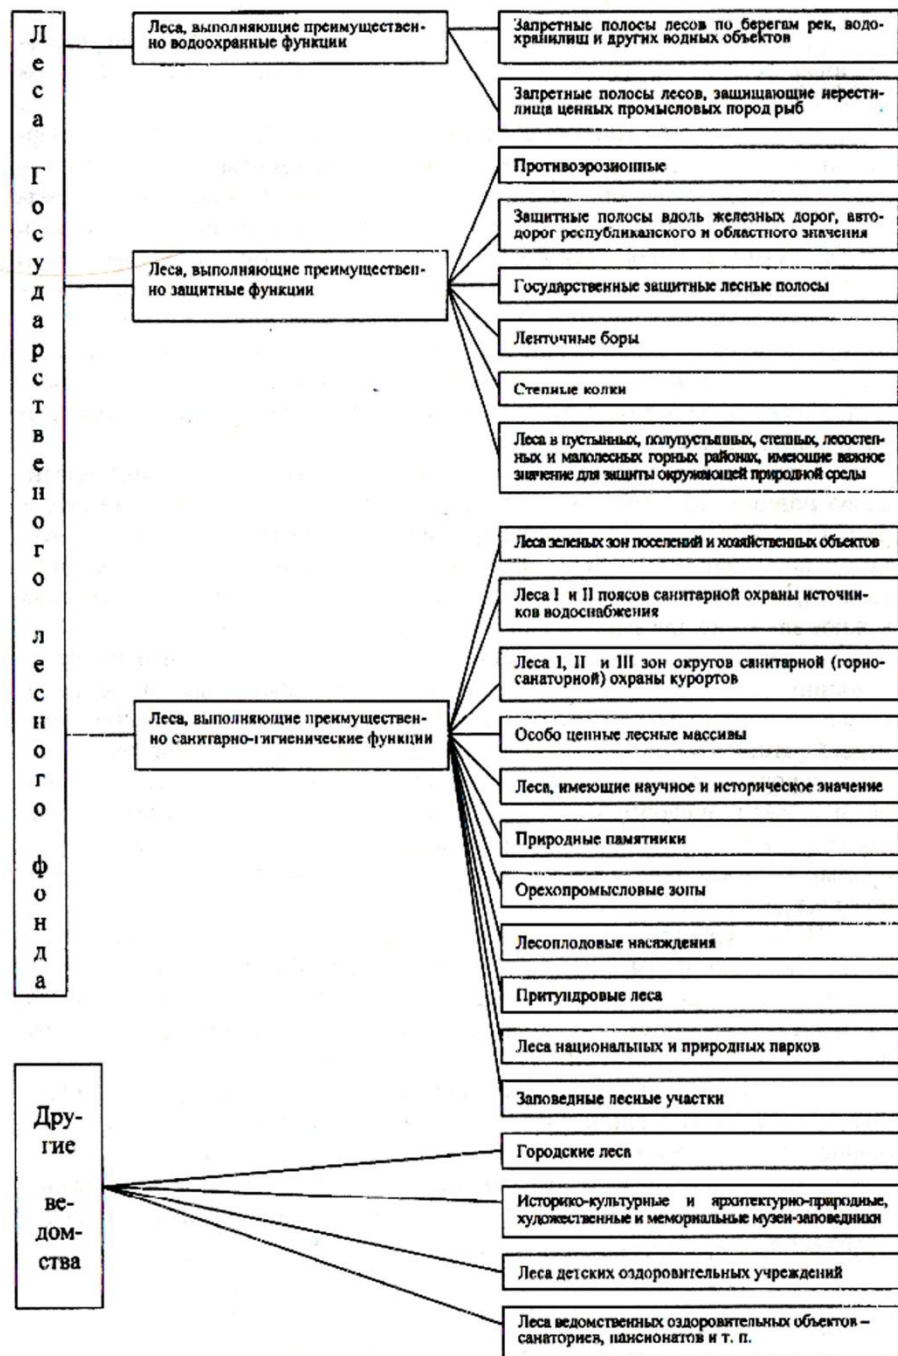 Леса Государственного лесного фонда
Леса, выполняющие преимуществен-
но водоохранные функции
Запретные полосы лесов по берегам рек, водо-
хранилищ и других водных объектов
Запретные полосы лесов, защищающие нерести-
лища ценных промысловых пород рыб
Леса, выполняющие преимуществен-
но защитные функции
Противоэрозионные
Защитные полосы вдоль железных дорог, авто-
дорог республиканского и областного значения
Государственные защитные лесные полосы
Ленточные боры
Степные колки
Леса в пустынных, полупустынных, степных, лесостеп-
ных и малолесных горных районах, имеющие важное
значение для защиты окружающей природной среды
Леса, выполняющие преимуществен-
но санитарно-гигиенические функции
Леса зеленых зон поселений и хозяйственных объектов
Леса I и II поясов санитарной охраны источни-
ков водоснабжения
Леса I, II и III зон округов санитарной (горно-
санаторной) охраны курортов
Особо ценные лесные массивы
Леса, имеющие научное и историческое значение
Природные памятники
Орехопромысловые зоны
Лесоплодовые насаждения
Притундровые леса
Леса национальных и природных парков
Заповедные лесные участки
Дру-
гие
ве-
дом-
ства
Городские леса
Историко-культурные и архитектурно-природные,
художественные и мемориальные музеи-заповедники
Леса детских оздоровительных учреждений
Леса ведомственных оздоровительных объектов –
санаториев, пансионатов и т. п.